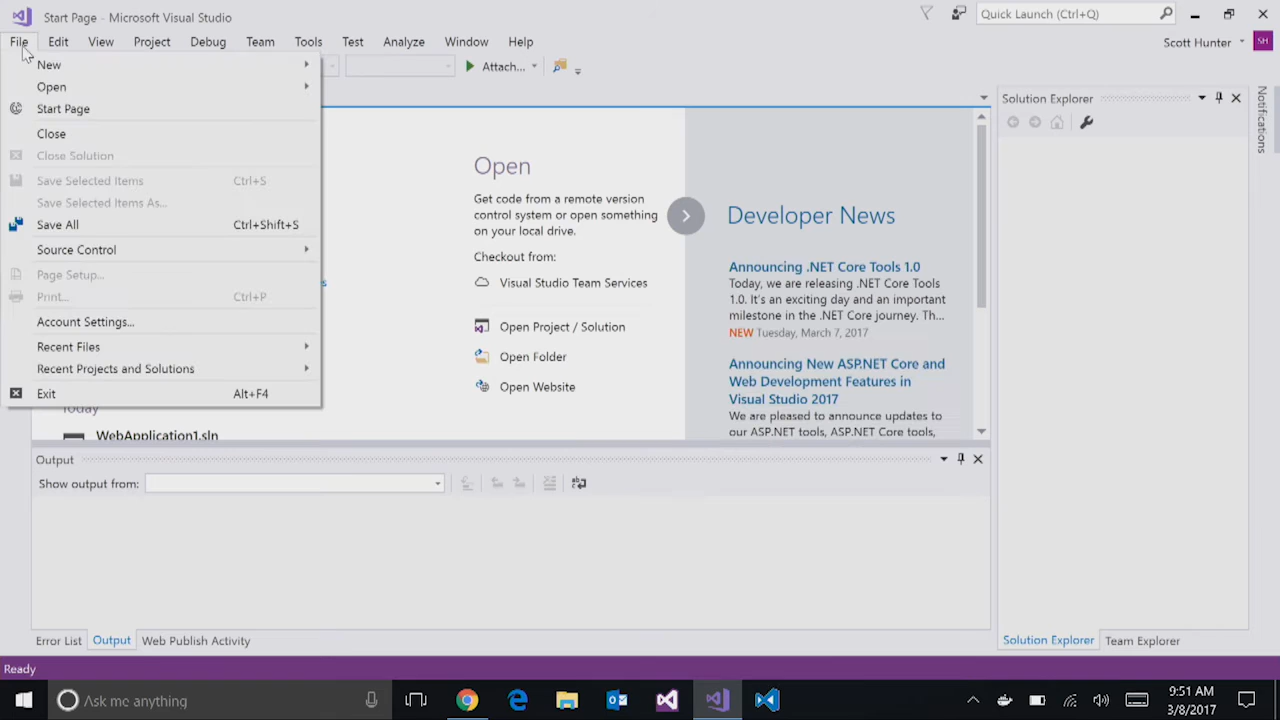 Start Page - Microsoft Visual Studio
Quick Launch (Ctrl+Q)
File Edit View Project Debug Team Tools Test Analyze Window Help
Scott Hunter
SH
Attach...
New
Open
Start Page
Close
Close Solution
Save Selected Items Ctrl+S
Save Selected Items As...
Save All Ctrl+Shift+S
Source Control
Page Setup...
Print... Ctrl+P
Account Settings...
Recent Files
Recent Projects and Solutions
Exit Alt+F4
Today
WebApplication1.sln
Open
Get code from a remote version
control system or open something
on your local drive.
Checkout from:
Visual Studio Team Services
Open Project / Solution
Open Folder
Open Website
Developer News
Announcing .NET Core Tools 1.0
Today, we are releasing .NET Core Tools
1.0. It's an exciting day and an important
milestone in the .NET Core journey. Th...
NEW Tuesday, March 7, 2017
Announcing New ASP.NET Core and
Web Development Features in
Visual Studio 2017
We are pleased to announce updates to
our ASP.NET tools, ASP.NET Core tools,
Solution Explorer
Notifications
Output
Show output from:
Error List Output Web Publish Activity
Solution Explorer Team Explorer
Ready
Ask me anything
9:51 AM
3/8/2017